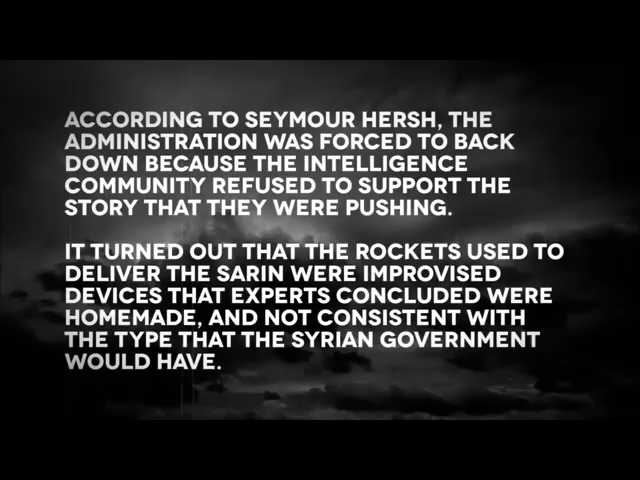 ACCORDING TO SEYMOUR HERSH, THE
ADMINISTRATION WAS FORCED TO BACK
DOWN BECAUSE THE INTELLIGENCE
COMMUNITY REFUSED TO SUPPORT THE
STORY THAT THEY WERE PUSHING.
IT TURNED OUT THAT THE ROCKETS USED TO
DELIVER THE SARIN WERE IMPROVISED
DEVICES THAT EXPERTS CONCLUDED WERE
HOMEMADE, AND NOT CONSISTENT WITH
THE TYPE THAT THE SYRIAN GOVERNMENT
WOULD HAVE.